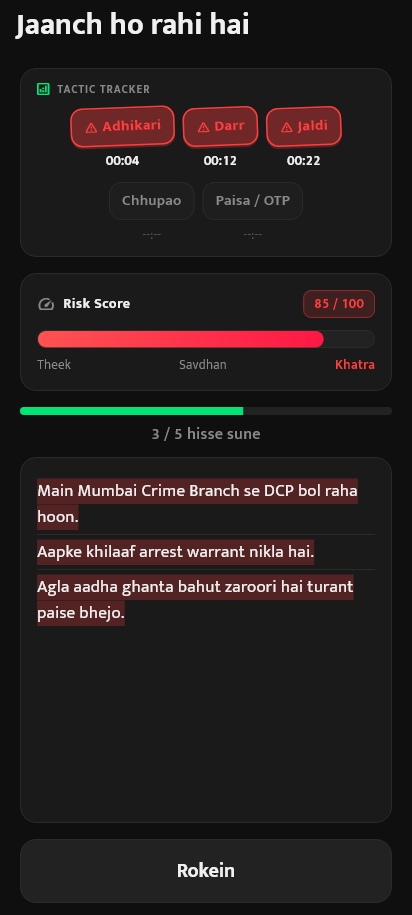 Jaanch ho rahi hai
TACTIC TRACKER
Adhikari Darr Jaldi
00:04 00:12 00:22
Chhupao Paisa / OTP
--:-- --:--
Risk Score 85 / 100
Theek Savdhan Khatra
3 / 5 hisse sune
Main Mumbai Crime Branch se DCP bol raha
hoon.
Aapke khilaaf arrest warrant nikla hai.
Agla aadha ghanta bahut zaroori hai turant
paise bhejo.
Rokein